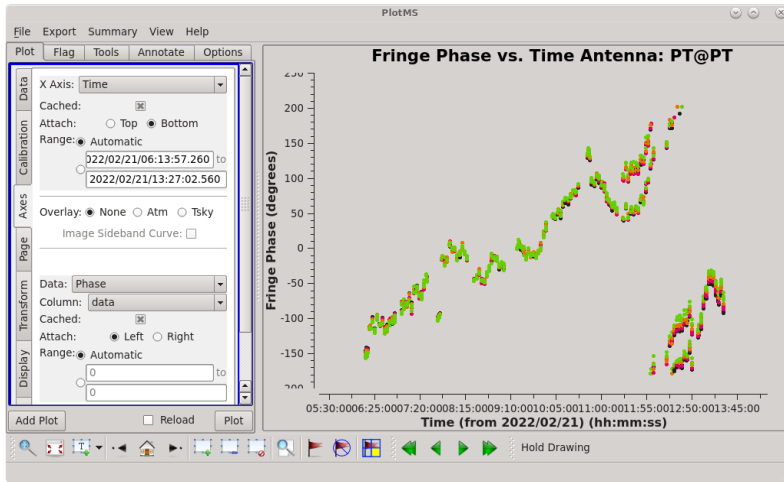 PlotMS
File Export Summary View Help
Plot Flag Tools Annotate Options
Data
Calibration
Axes
Page
Transform
Display
X Axis: Time
Cached:
Attach: Top Bottom
Range: Automatic
022/02/21/06:13:57.260 to
2022/02/21/13:27:02.560
Overlay: None Atm Tsky
Image Sideband Curve:
Data: Phase
Column: data
Cached:
Attach: Left Right
Range: Automatic
0 to
0
Add Plot Reload Plot
Fringe Phase vs. Time Antenna: PT@PT
Fringe Phase (degrees)
250
200
150
100
50
0
-50
-100
-150
200
05:30:0006:25:0007:20:0008:15:0009:10:0010:05:0011:00:0011:55:0012:50:0013:45:00
Time (from 2022/02/21) (hh:mm:ss)
T
Hold Drawing